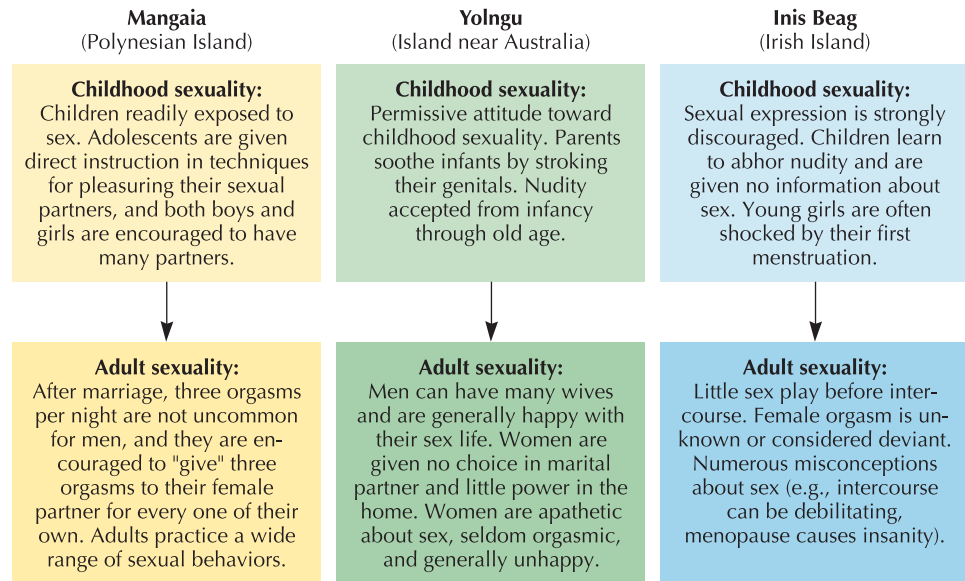 Mangaia
(Polynesian Island)
Childhood sexuality:
Children readily exposed to
sex. Adolescents are given
direct instruction in techniques
for pleasuring their sexual
partners, and both boys and
girls are encouraged to have
many partners.
Adult sexuality:
After marriage, three orgasms
per night are not uncommon
for men, and they are en-
couraged to "give" three
orgasms to their female
partner for every one of their
own. Adults practice a wide
range of sexual behaviors.
Yolngu
(Island near Australia)
Childhood sexuality:
Permissive attitude toward
childhood sexuality. Parents
soothe infants by stroking
their genitals. Nudity
accepted from infancy
through old age.
Adult sexuality:
Men can have many wives
and are generally happy with
their sex life. Women are
given no choice in marital
partner and little power in the
home. Women are apathetic
about sex, seldom orgasmic,
and generally unhappy.
Inis Beag
(Irish Island)
Childhood sexuality:
Sexual expression is strongly
discouraged. Children learn
to abhor nudity and are
given no information about
sex. Young girls are often
shocked by their first
menstruation.
Adult sexuality:
Little sex play before inter-
course. Female orgasm is un-
known or considered deviant.
Numerous misconceptions
about sex (e.g., intercourse
can be debilitating,
menopause causes insanity).